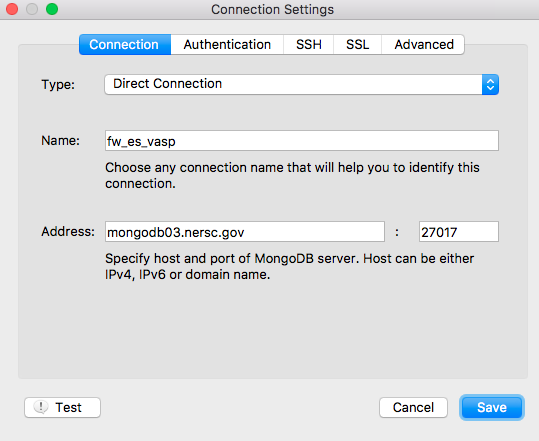 Connection Settings
Connection Authentication SSH SSL Advanced
Type: Direct Connection
Name: fw_es_vasp
Choose any connection name that will help you to identify this
connection.
Address: mongodb03.nersc.gov : 27017
Specify host and port of MongoDB server. Host can be either
IPv4, IPv6 or domain name.
! Test Cancel Save